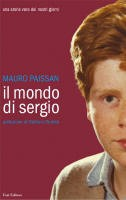 una storia vera dei nostri giorni
MAURO PAISSAN
il mondo
di sergio
Fazi Editore